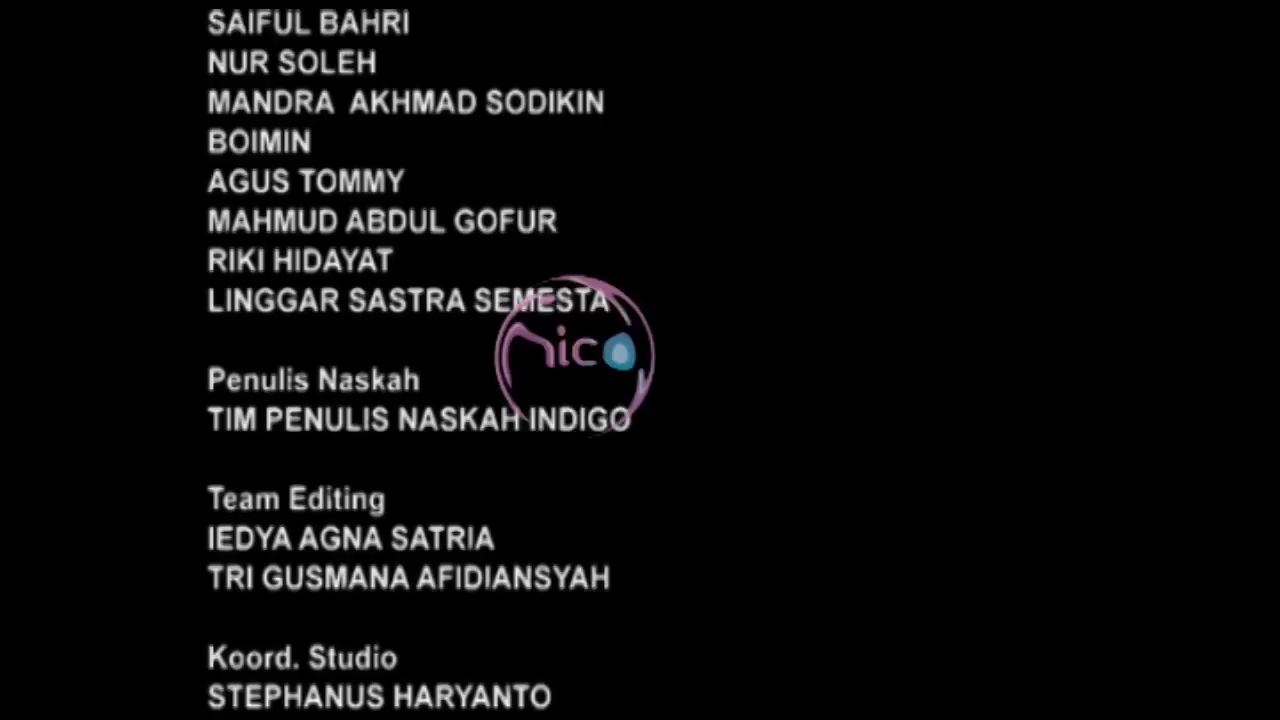 SAIFUL BAHRI
NUR SOLEH
MANDRA  AKHMAD SODIKIN
BOIMIN
AGUS TOMMY
MAHMUD ABDUL GOFUR
RIKI HIDAYAT
LINGGAR SASTRA SEMESTA
nico
Penulis Naskah
TIM PENULIS NASKAH INDIGO
Team Editing
IEDYA AGNA SATRIA
TRI GUSMANA AFIDIANSYAH
Koord. Studio
STEPHANUS HARYANTO